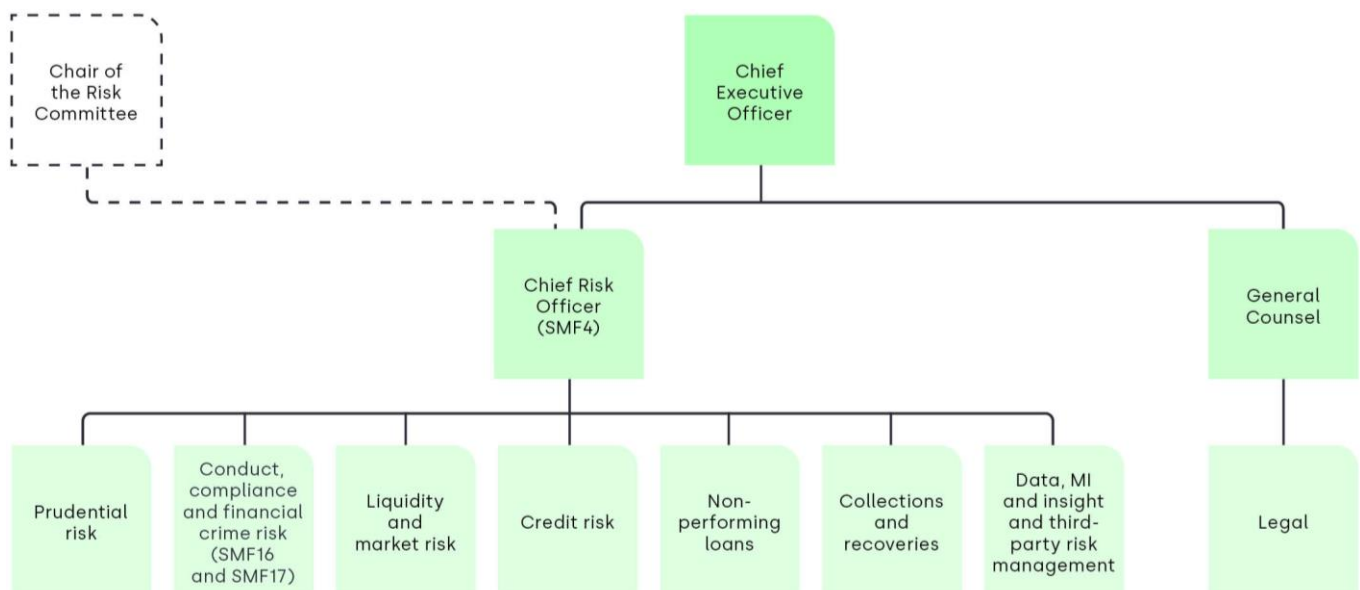 Chair of
the Risk
Committee
Chief
Executive
Officer
Chief Risk
Officer
(SMF4)
General
Counsel
Prudential
risk
Conduct,
compliance
and financial
crime risk
(SMF16
and SMF17)
Liquidity
and
market risk
Credit risk
Non-
performing
loans
Collections
and
recoveries
Data, MI
and insight
and third-
party risk
management
Legal